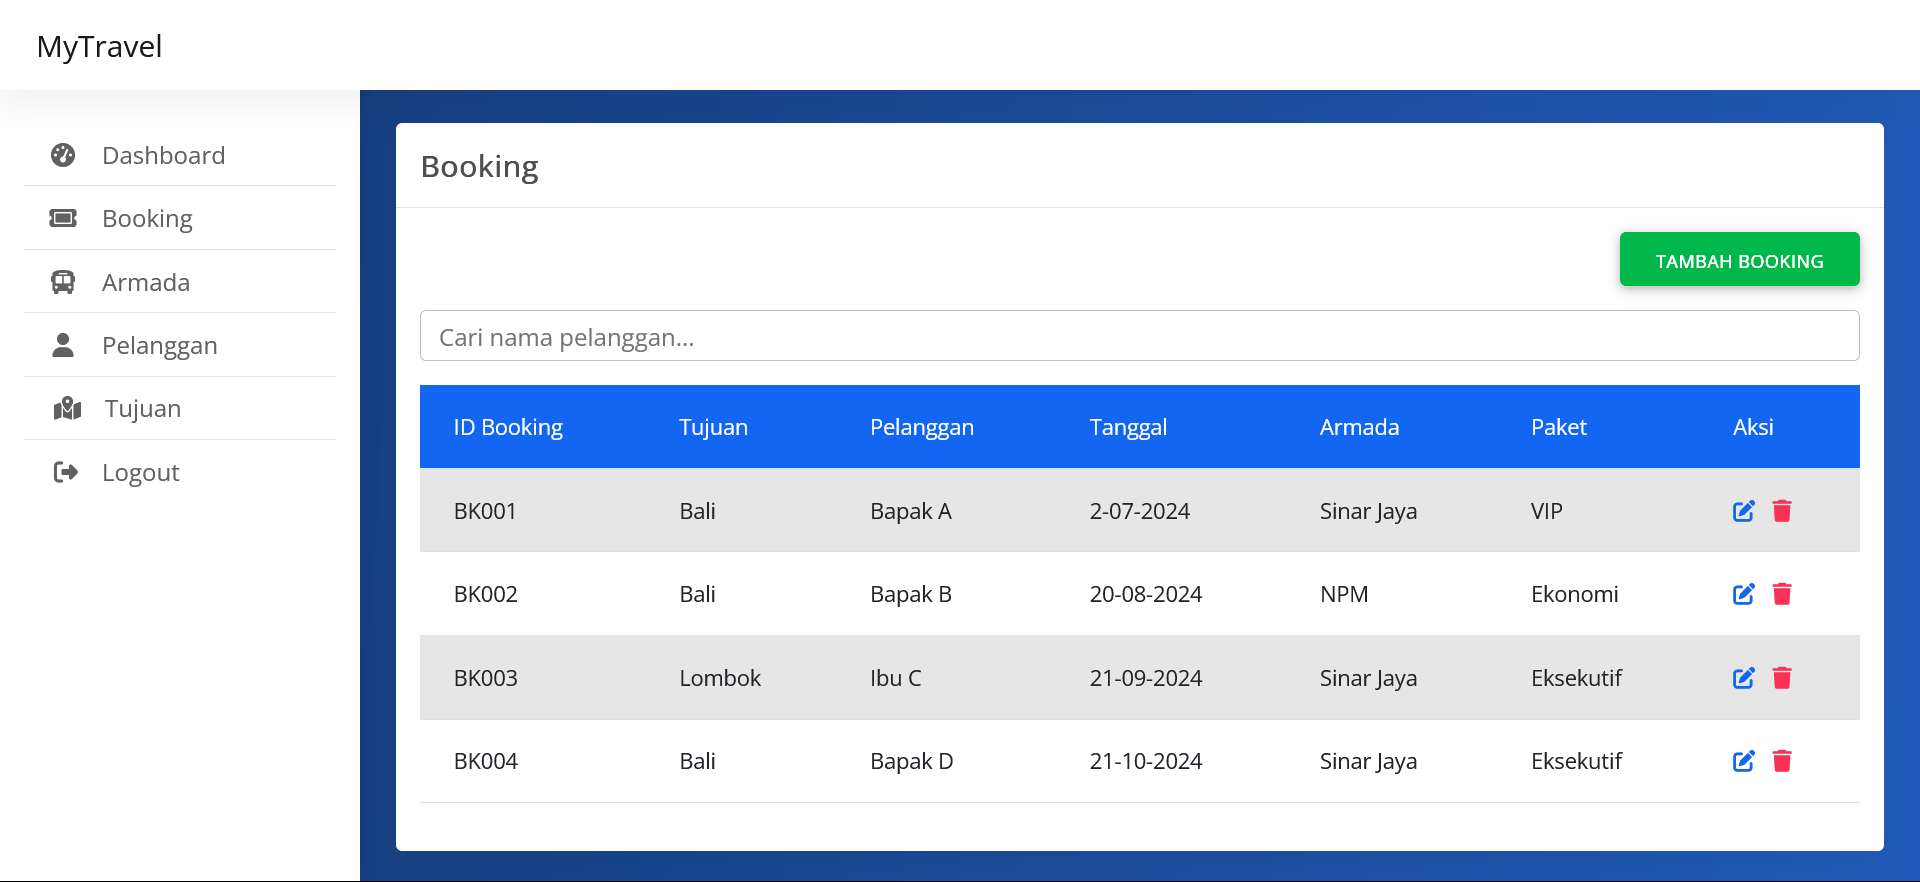 MyTravel
Dashboard
Booking
Armada
Pelanggan
Tujuan
Logout
Booking
TAMBAH BOOKING
Cari nama pelanggan...
ID Booking Tujuan Pelanggan Tanggal Armada Paket Aksi
BK001 Bali Bapak A 2-07-2024 Sinar Jaya VIP
BK002 Bali Bapak B 20-08-2024 NPM Ekonomi
BK003 Lombok Ibu C 21-09-2024 Sinar Jaya Eksekutif
BK004 Bali Bapak D 21-10-2024 Sinar Jaya Eksekutif